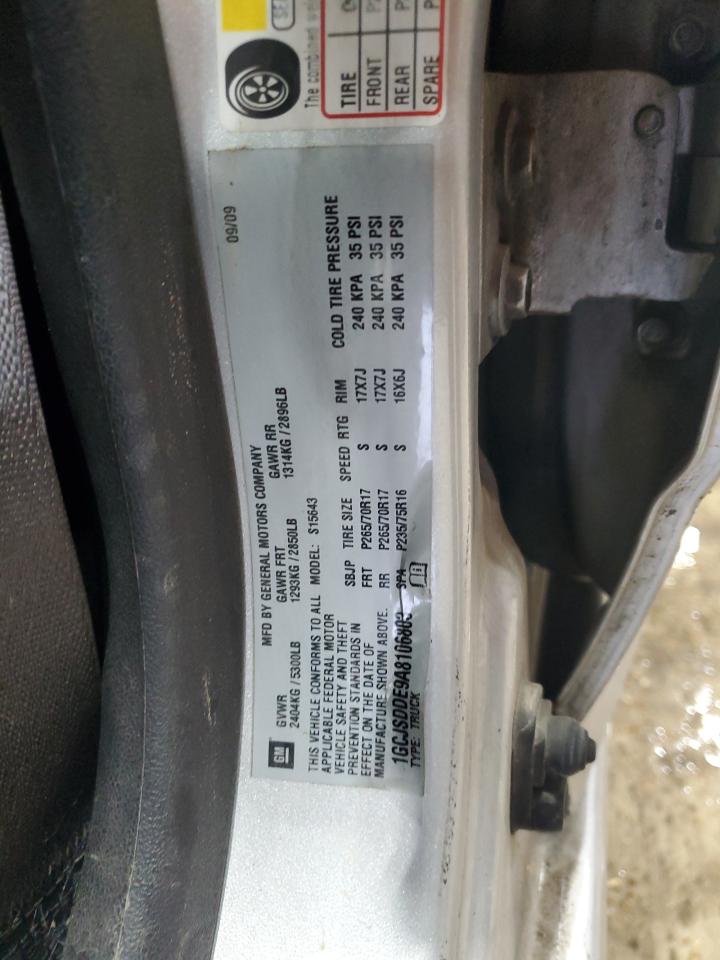 09/09
MFD BY GENERAL MOTORS COMPANY
GM GVWR GAWR FRT GAWR RR
2404KG / 5300LB 1293KG / 2850LB 1314KG / 2896LB
THIS VEHICLE CONFORMS TO ALL MODEL: S15643
APPLICABLE FEDERAL MOTOR
VEHICLE SAFETY AND THEFT
PREVENTION STANDARDS IN
EFFECT ON THE DATE OF
MANUFACTURE SHOWN ABOVE.
SBJP TIRE SIZE SPEED RTG RIM COLD TIRE PRESSURE
FRT P265/70R17 S 17X7J 240 KPA 35 PSI
RR P265/70R17 S 17X7J 240 KPA 35 PSI
SPA P235/75R16 S 16X6J 240 KPA 35 PSI
1GCJSDDE9A8106803
TYPE: TRUCK
The combined
TIRE
FRONT
REAR
SPARE